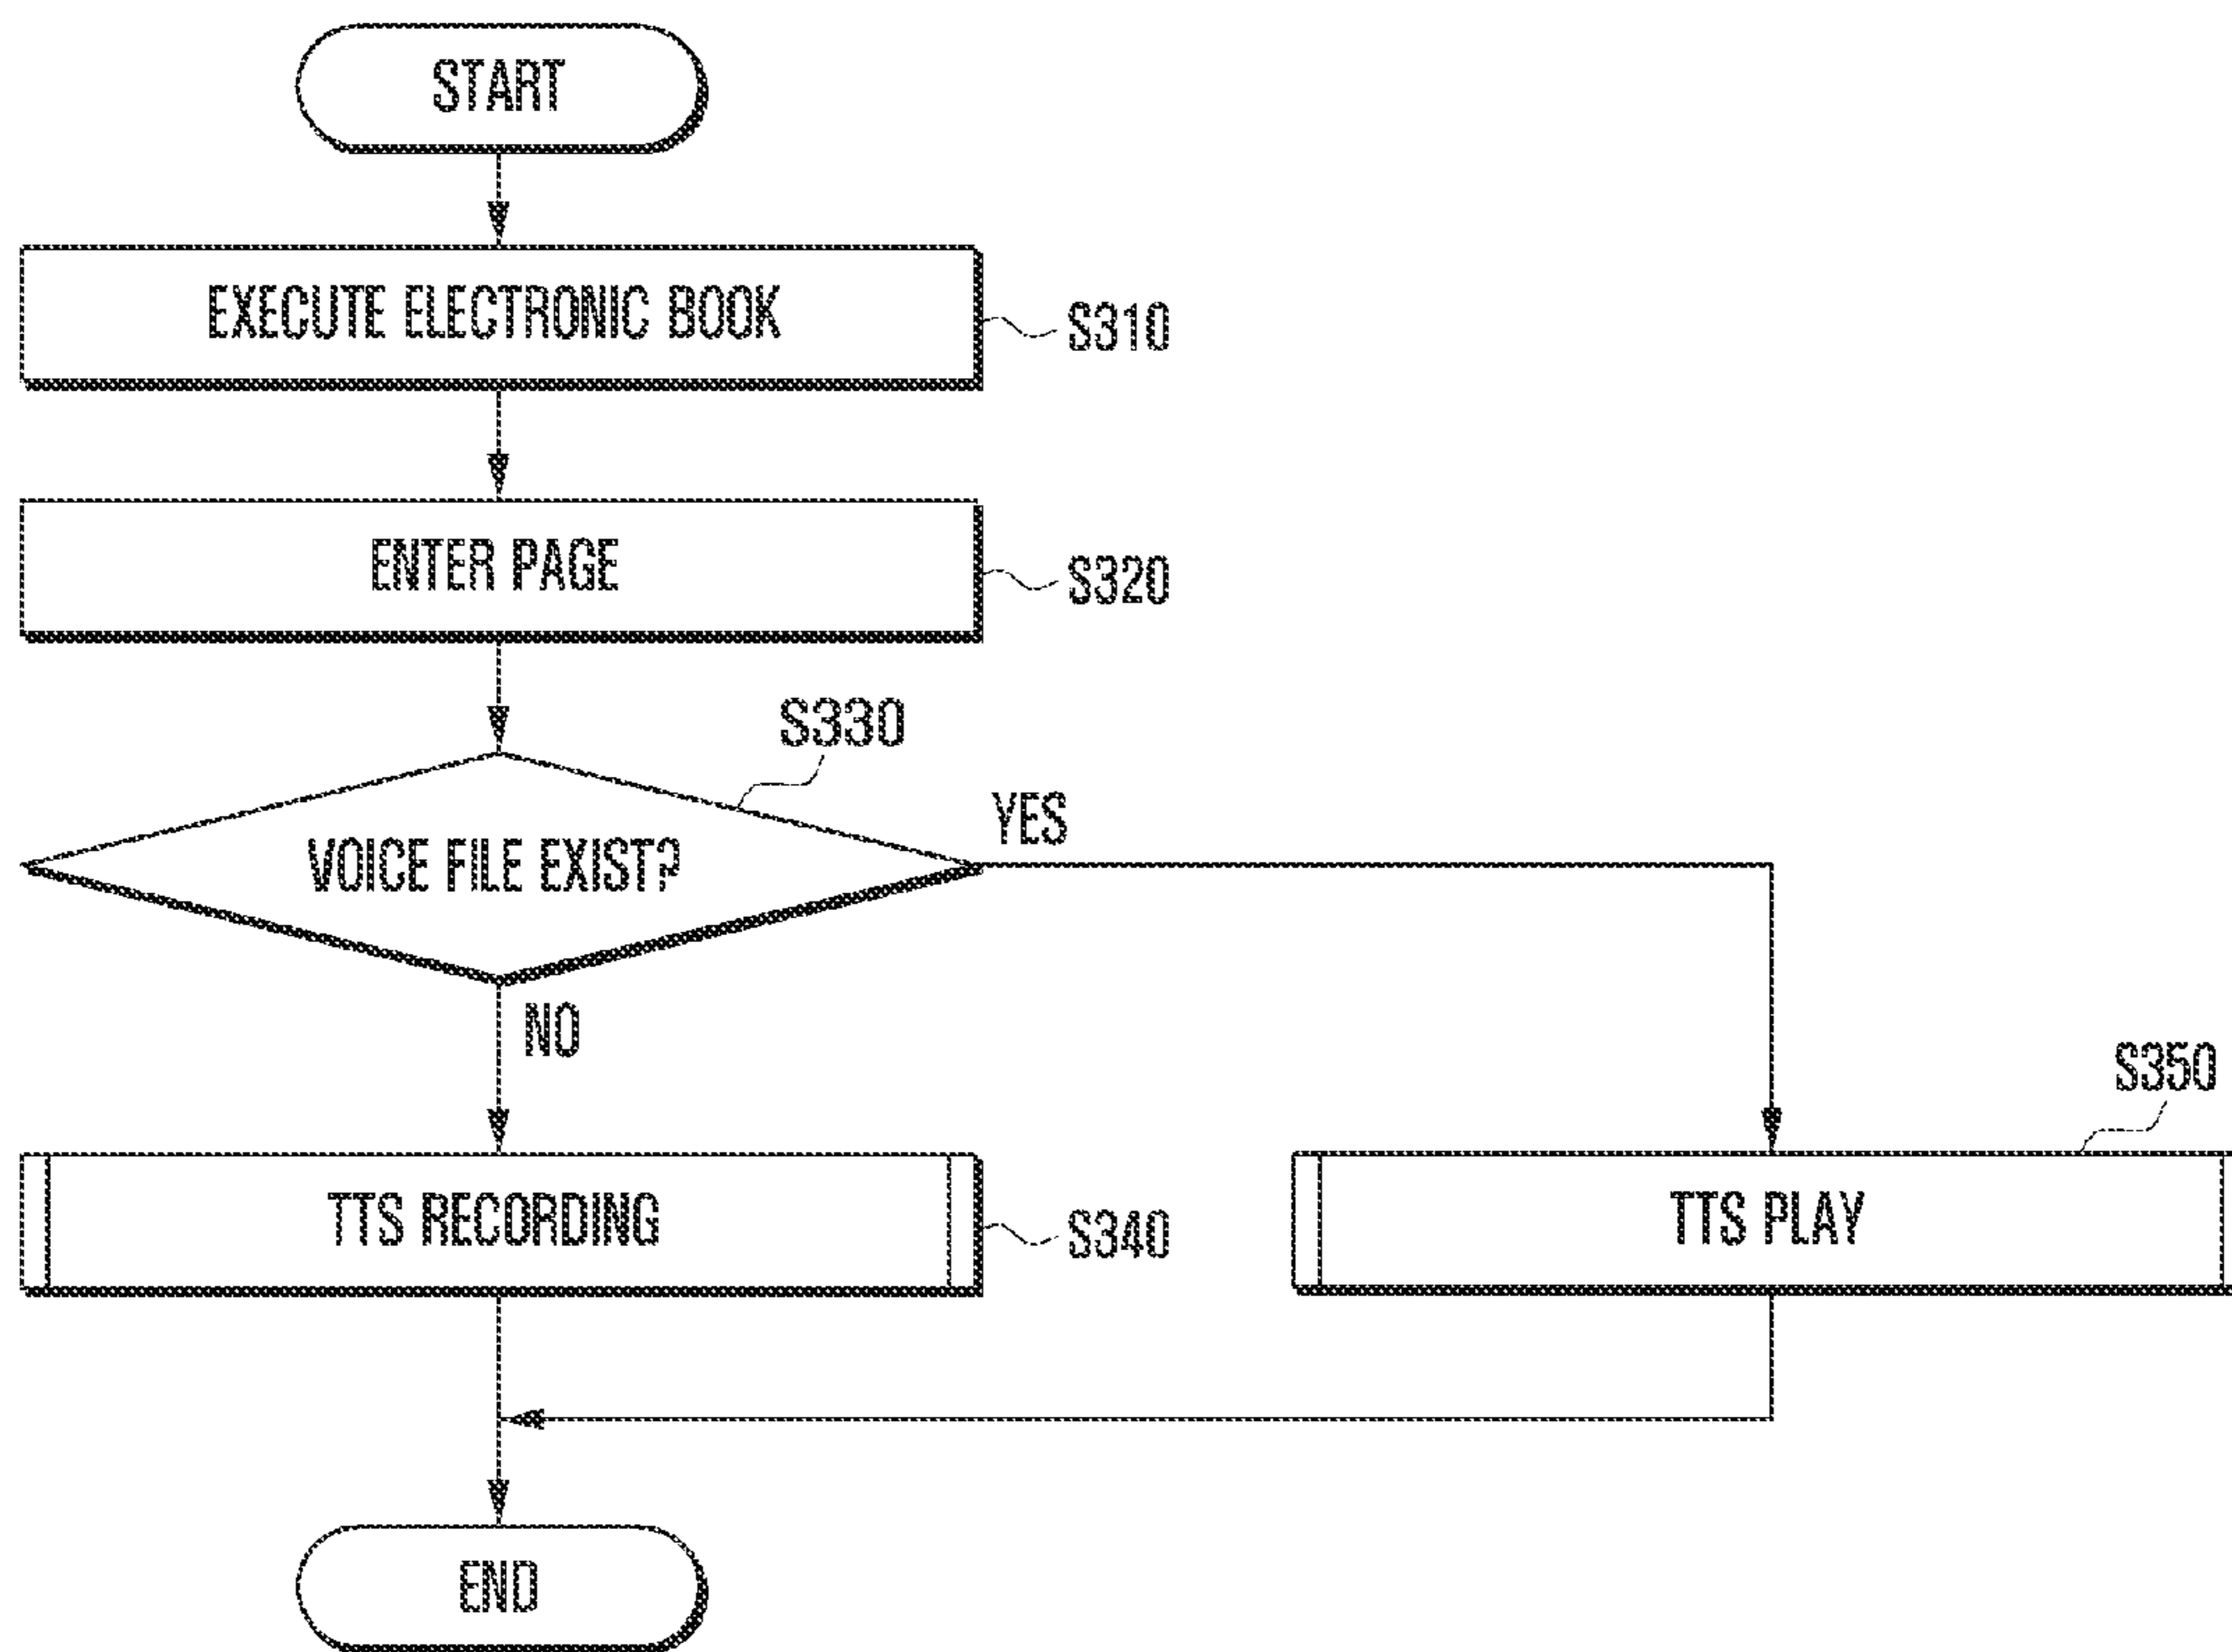 START
EXECUTE ELECTRONIC BOOK
S310
ENTER PAGE
S320
S330
VOICE FILE EXIST?
YES
NO
S350
TTS RECORDING
S340
TTS PLAY
END